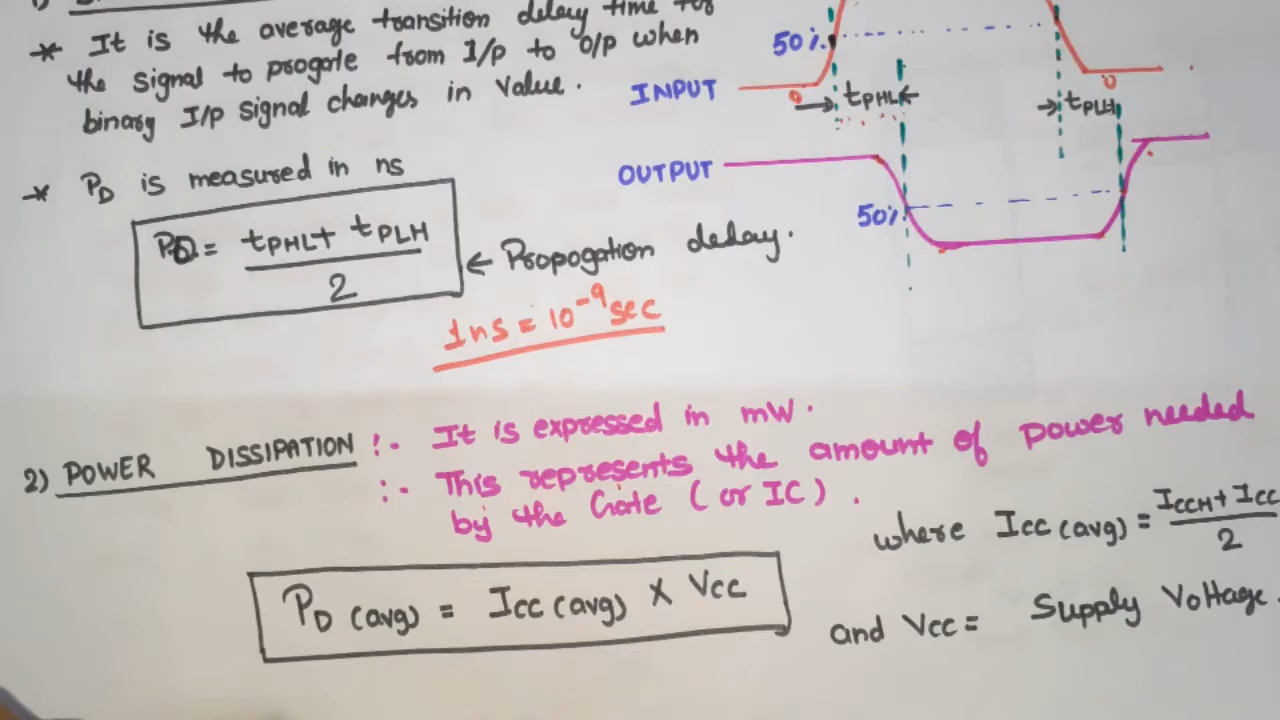 * It is the average transition delay time for
the signal to progate from I/p to O/p when
binary I/p signal changes in value.
* PD is measured in ns
PD = tPHL + tPLH / 2
← Propogation delay.
1ns = 10⁻⁹ sec
50%
INPUT
0
tPHL
0
tPLH
OUTPUT
50%
2) POWER DISSIPATION :- It is expressed in mW.
:- This represents the amount of power needed
by the Gate (or IC).
PD (avg) = ICC (avg) × VCC
where ICC (avg) = ICCH + ICC / 2
and VCC = Supply Voltage.